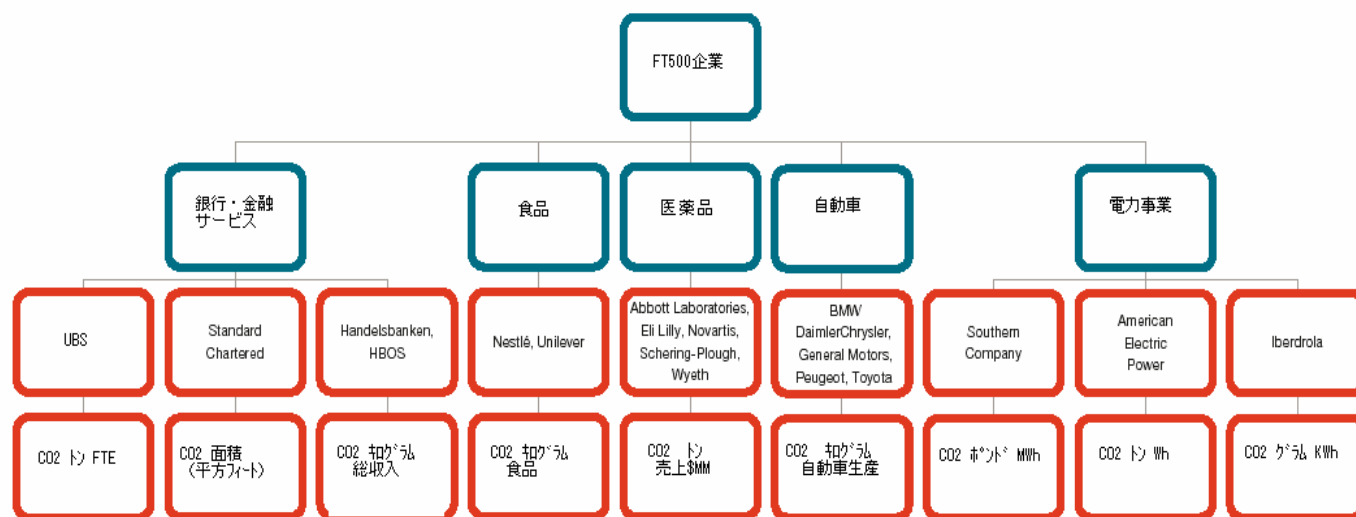 FT500企業
銀行・金融
サービス
食品
医薬品
自動車
電力事業
UBS
Standard
Chartered
Handelsbanken,
HBOS
Nestlé, Unilever
Abbott Laboratories,
Eli Lilly, Novartis,
Schering-Plough,
Wyeth
BMW
DaimlerChrysler,
General Motors,
Peugeot, Toyota
Southern
Company
American
Electric
Power
Iberdrola
CO2 ﾄﾝ FTE
CO2 面積
(平方ﾌｨｰﾄ)
CO2 ｷﾛｸﾞﾗﾑ
総収入
CO2 ｷﾛｸﾞﾗﾑ
食品
CO2 ﾄﾝ
売上$MM
CO2 ｷﾛｸﾞﾗﾑ
自動車生産
CO2 ﾎﾟﾝﾄﾞ MWh
CO2 ﾄﾝ Wh
CO2 ｸﾞﾗﾑ KWh